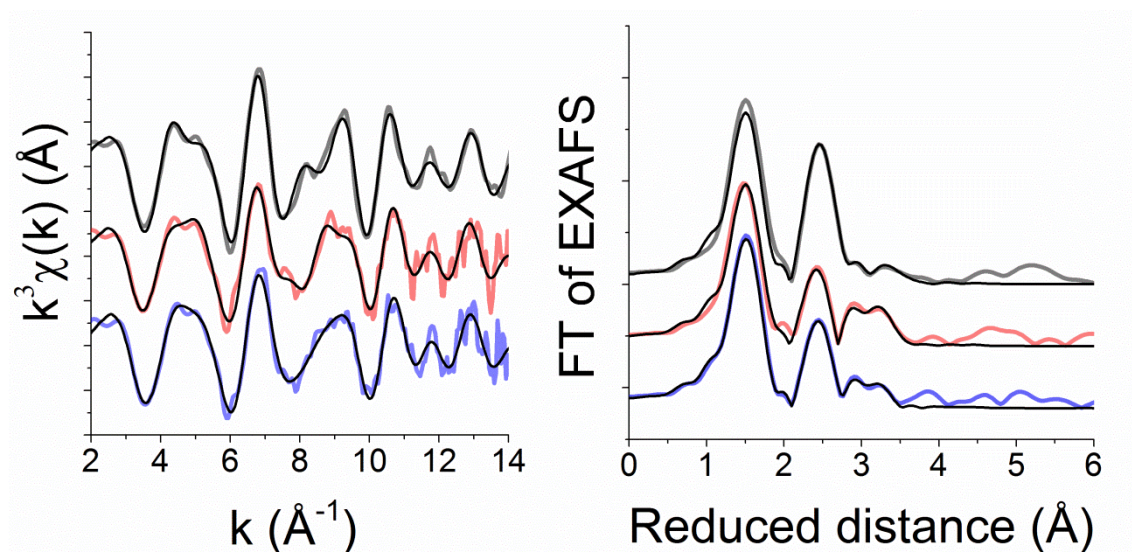 k³χ(k) (Å)
2 4 6 8 10 12 14
k (Å⁻¹)
FT of EXAFS
0 1 2 3 4 5 6
Reduced distance (Å)